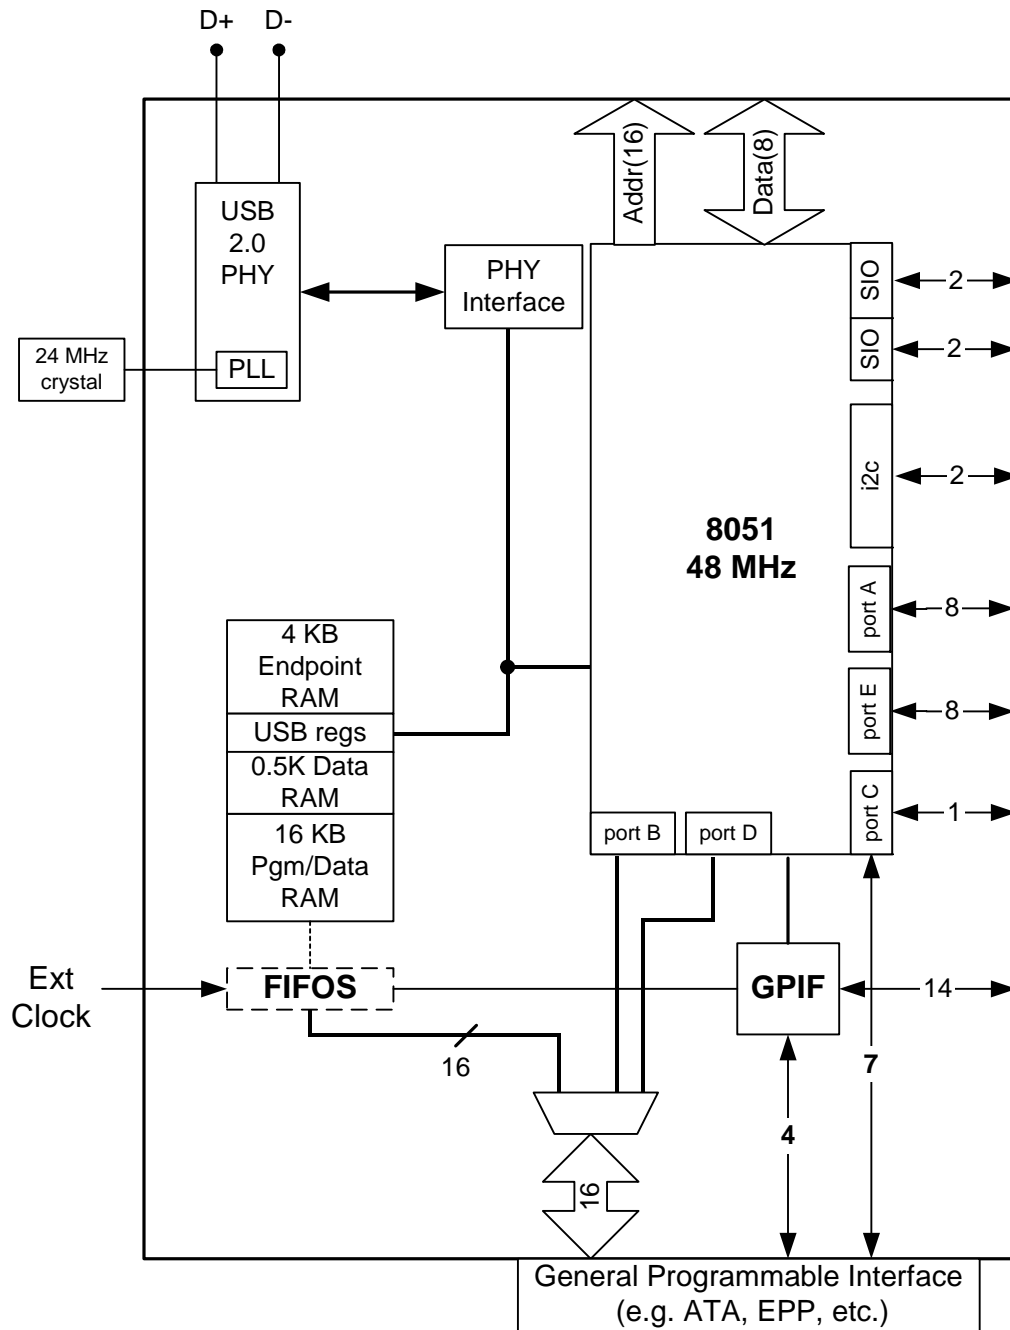 D+ D-
Addr(16)
Data(8)
USB
2.0
PHY
PLL
PHY
Interface
24 MHz
crystal
SIO
2
SIO
2
i2c
2
8051
48 MHz
port A
8
port E
8
port C
1
port B
port D
4 KB
Endpoint
RAM
USB regs
0.5K Data
RAM
16 KB
Pgm/Data
RAM
Ext
Clock
FIFOS
GPIF
14
16
7
4
16
General Programmable Interface
(e.g. ATA, EPP, etc.)